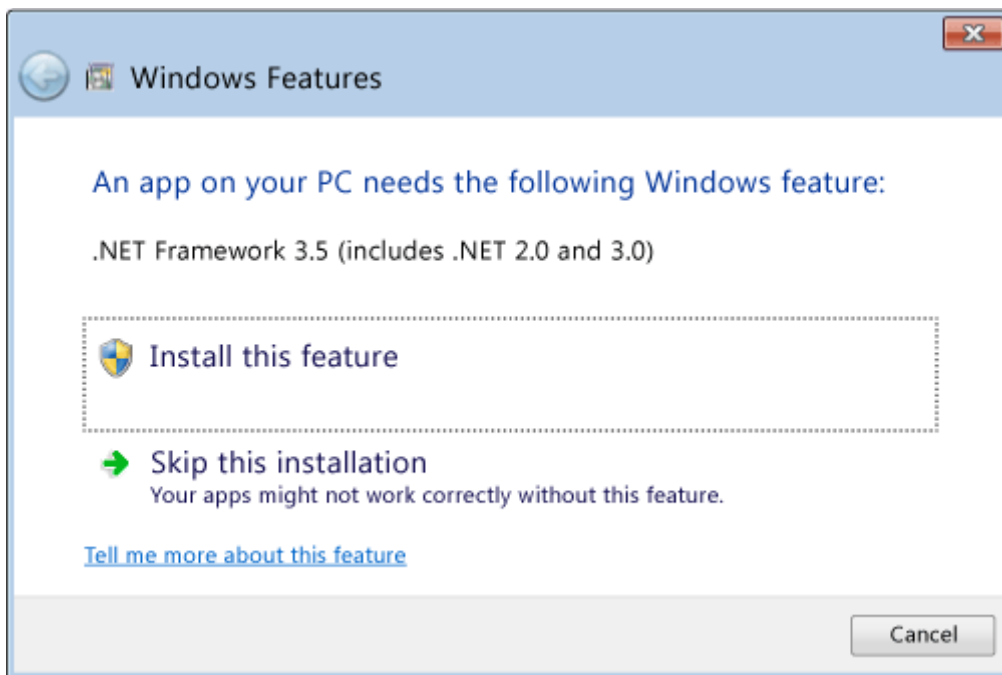 Windows Features
An app on your PC needs the following Windows feature:
.NET Framework 3.5 (includes .NET 2.0 and 3.0)
Install this feature
Skip this installation
Your apps might not work correctly without this feature.
Tell me more about this feature
Cancel